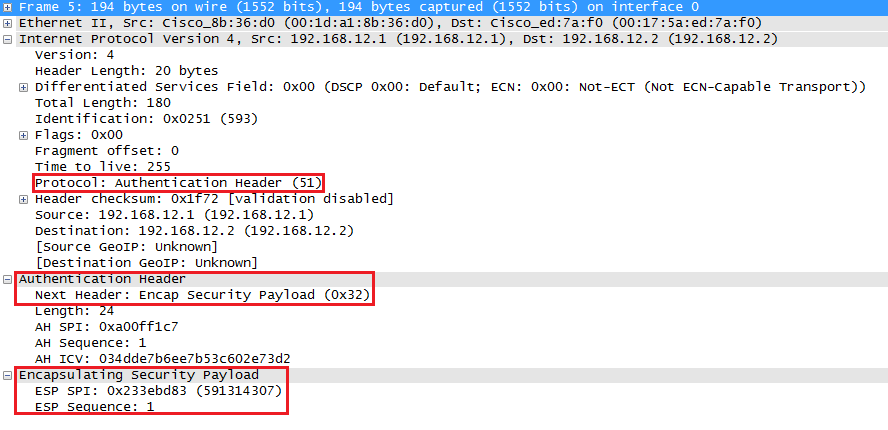 Frame 5: 194 bytes on wire (1552 bits), 194 bytes captured (1552 bits) on interface 0
Ethernet II, Src: Cisco_8b:36:d0 (00:1d:a1:8b:36:d0), Dst: Cisco_ed:7a:f0 (00:17:5a:ed:7a:f0)
Internet Protocol Version 4, Src: 192.168.12.1 (192.168.12.1), Dst: 192.168.12.2 (192.168.12.2)
Version: 4
Header Length: 20 bytes
Differentiated Services Field: 0x00 (DSCP 0x00: Default; ECN: 0x00: Not-ECT (Not ECN-Capable Transport))
Total Length: 180
Identification: 0x0251 (593)
Flags: 0x00
Fragment offset: 0
Time to live: 255
Protocol: Authentication Header (51)
Header checksum: 0x1f72 [validation disabled]
Source: 192.168.12.1 (192.168.12.1)
Destination: 192.168.12.2 (192.168.12.2)
[Source GeoIP: Unknown]
[Destination GeoIP: Unknown]
Authentication Header
Next Header: Encap Security Payload (0x32)
Length: 24
AH SPI: 0xa00ff1c7
AH Sequence: 1
AH ICV: 034dde7b6ee7b53c602e73d2
Encapsulating Security Payload
ESP SPI: 0x233ebd83 (591314307)
ESP Sequence: 1